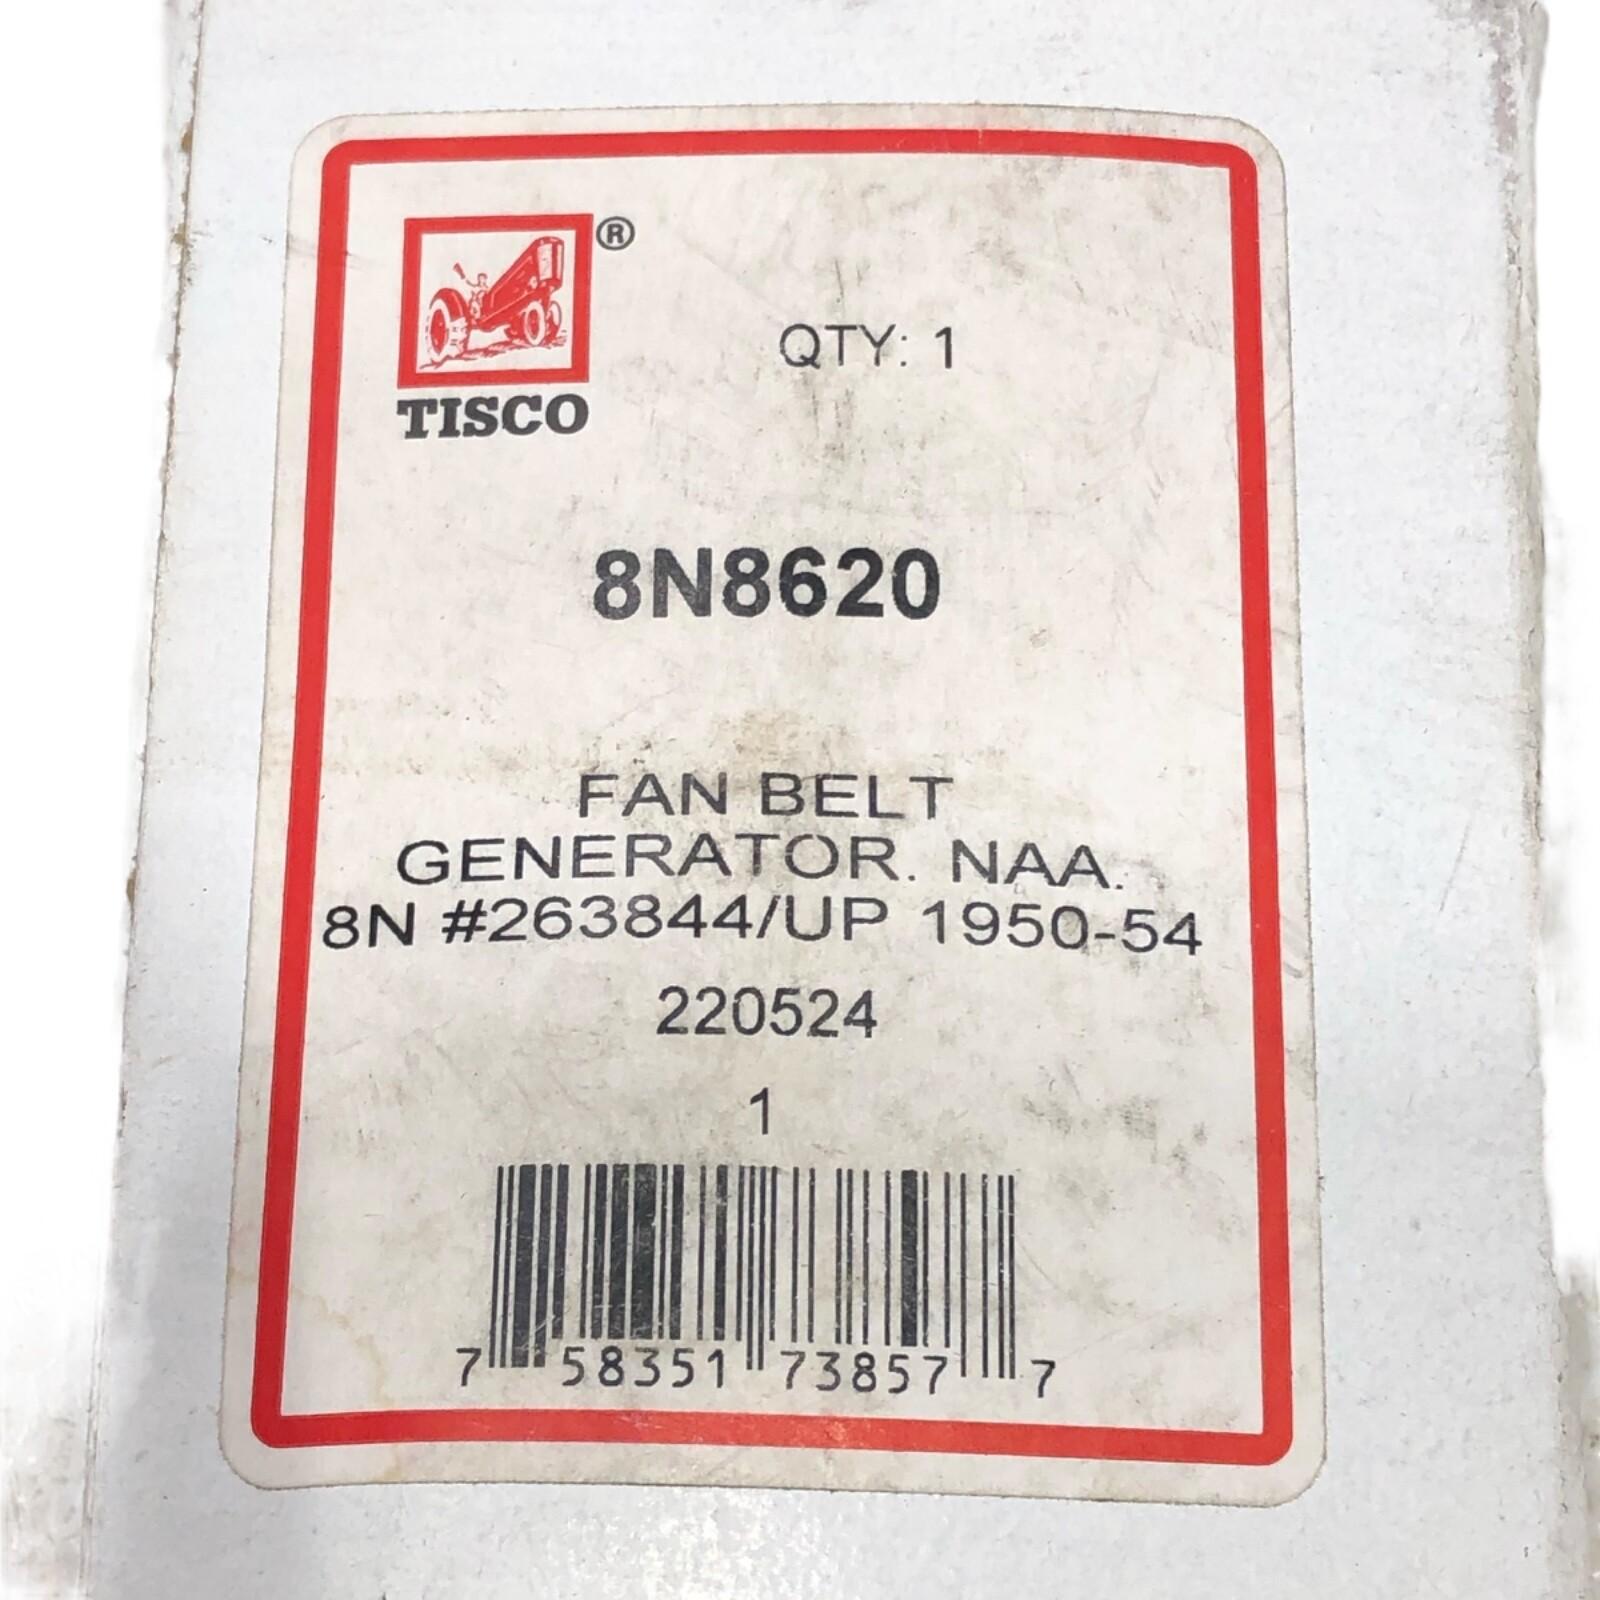 ®
TISCO
QTY: 1
8N8620
FAN BELT
GENERATOR. NAA.
8N #263844/UP 1950-54
220524
1
7 58351 73857 7